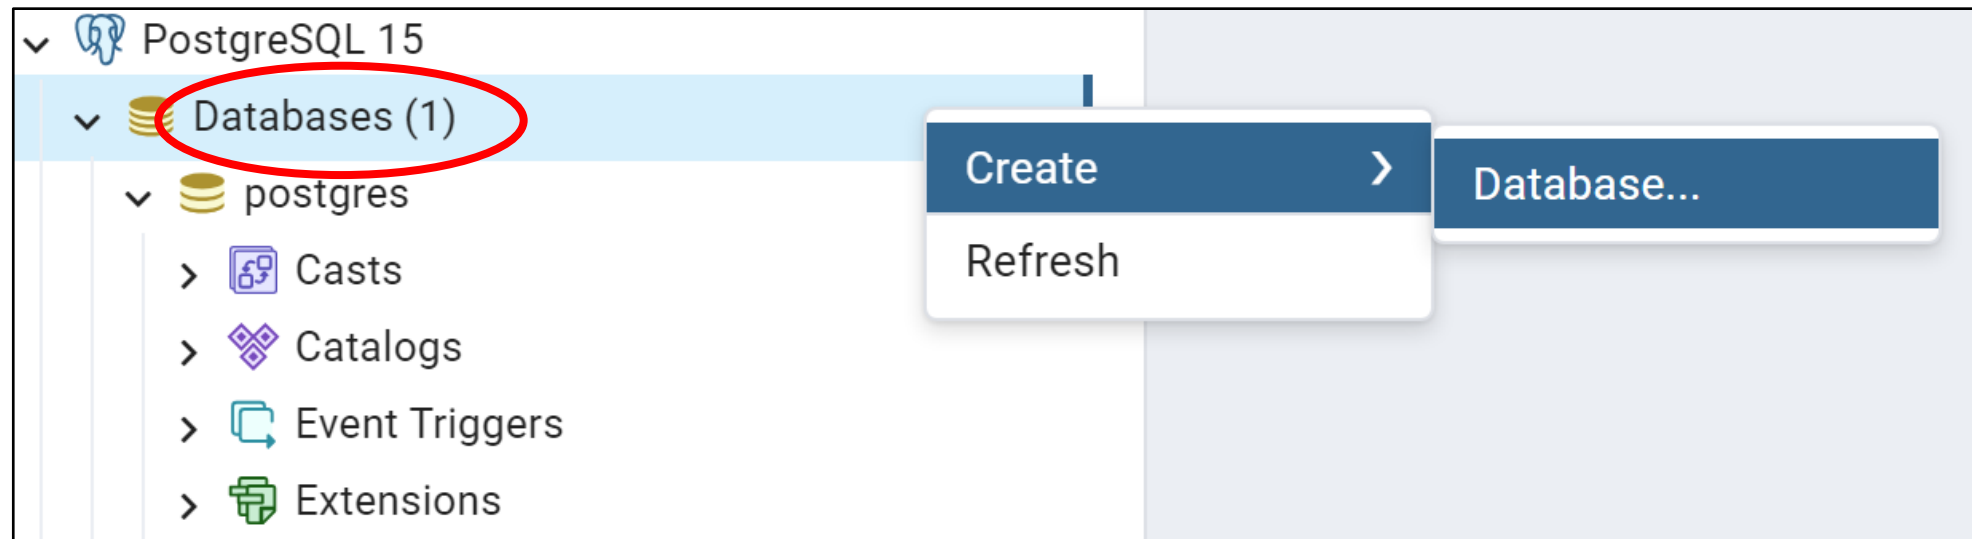 PostgreSQL 15
Databases (1)
postgres
Casts
Catalogs
Event Triggers
Extensions
Create
Refresh
Database...